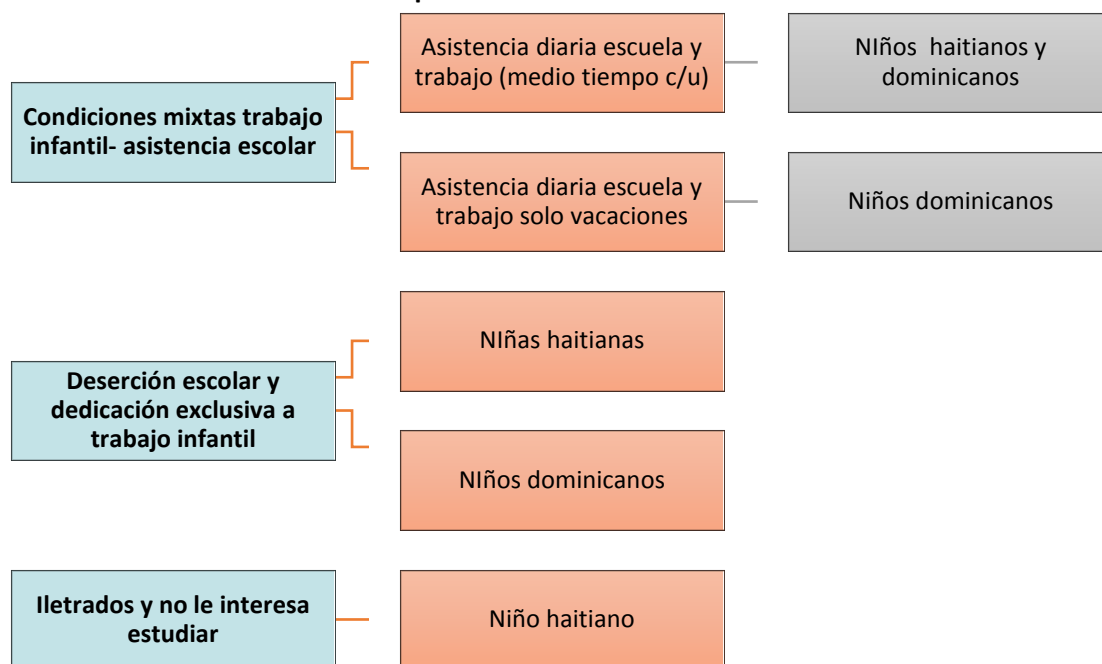 Condiciones mixtas trabajo
infantil- asistencia escolar
Asistencia diaria escuela y
trabajo (medio tiempo c/u)
NIños haitianos y
dominicanos
Asistencia diaria escuela y
trabajo solo vacaciones
Niños dominicanos
Deserción escolar y
dedicación exclusiva a
trabajo infantil
NIñas haitianas
NIños dominicanos
Iletrados y no le interesa
estudiar
Niño haitiano